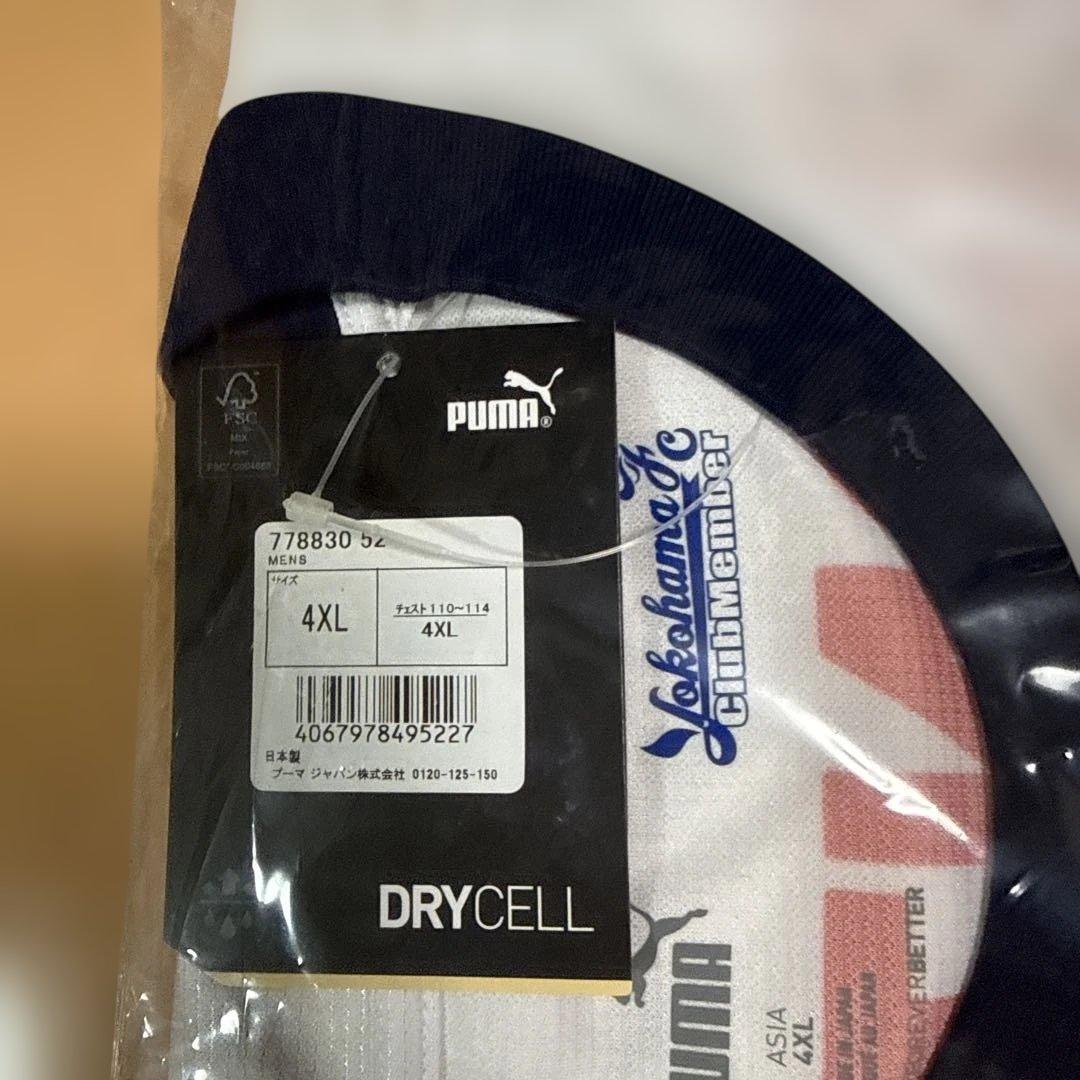 FSC
MIX
Paper
PUMA®
778830 52
MENS
サイズ
4XL
チェスト110~114
4XL
4067978495227
日本製
プーマ ジャパン株式会社 0120-125-150
DRYCELL
Yokohama FC
ClubMember
PUMA
ASIA
4XL
IN JAPAN
FOREVERBETTER